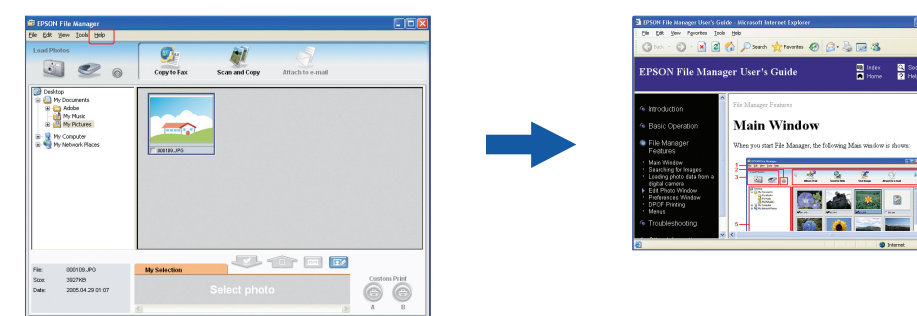 EPSON File Manager
File Edit View Tools Help
Load Photos
Copy to Fax Scan and Copy Attach to e-mail
Desktop
My Documents
Adobe
My Music
My Pictures
My Computer
My Network Places
000109.JPG
File: 000109.JPG
Size: 3927KB
Date: 2005.04.29 01:07
My Selection
Select photo
Custom Print
A B
EPSON File Manager User's Guide - Microsoft Internet Explorer
File Edit View Favorites Tools Help
Back Search Favorites
EPSON File Manager User's Guide
Index
Home
Introduction
Basic Operation
File Manager
Features
Main Window
Searching for Images
Loading photo data from a
digital camera
Edit Photo Window
Preferences Window
DPOF Printing
Menus
Troubleshooting
File Manager Features
Main Window
When you start File Manager, the following Main window is shown:
1
2
3
5
Internet